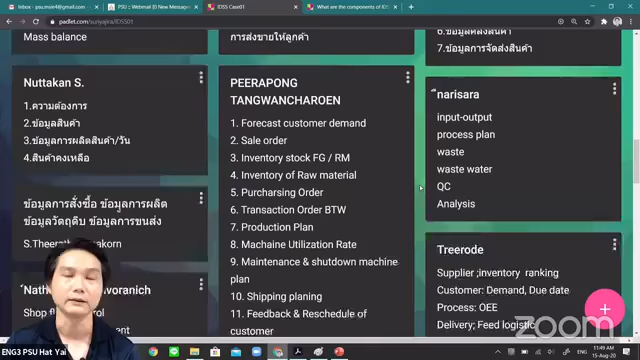 Inbox - psu.msie4@gmail.com
PSU :: Webmail [0 New Message
IDSS Case01
What are the components of IDS
padlet.com/suriyajira/IDSS01
Mass balance
Nuttakan S.
1.ความต้องการ
2.ข้อมูลสินค้า
3.ข้อมูลการผลิตสินค้า/วัน
4.สินค้าคงเหลือ
ข้อมูลการสั่งซื้อ ข้อมูลการผลิต
ข้อมูลวัตถุดิบ ข้อมูลการขนส่ง
Shop
การส่งขายให้ลูกค้า
PEERAPONG
TANGWANCHAROEN
1. Forecast customer demand
2. Sale order
3. Inventory stock FG / RM
4. Inventory of Raw material
5. Purcharsing Order
6. Transaction Order BTW
7. Production Plan
8. Machaine Utilization Rate
9. Maintenance & shutdown machine
plan
10. Shipping planing
11. Feedback & Reschedule of
customer
6.ข้อมูลคลังสินค้า
7.ข้อมูลการจัดส่งสินค้า
narisara
input-output
process plan
waste
waste water
QC
Analysis
Treerode
Supplier ;inventory ranking
Customer: Demand, Due date
Process: OEE
Delivery; Feed logistic
zoom
ENG3 PSU Hat Yai
ENG
11:49 AM
15-Aug-20